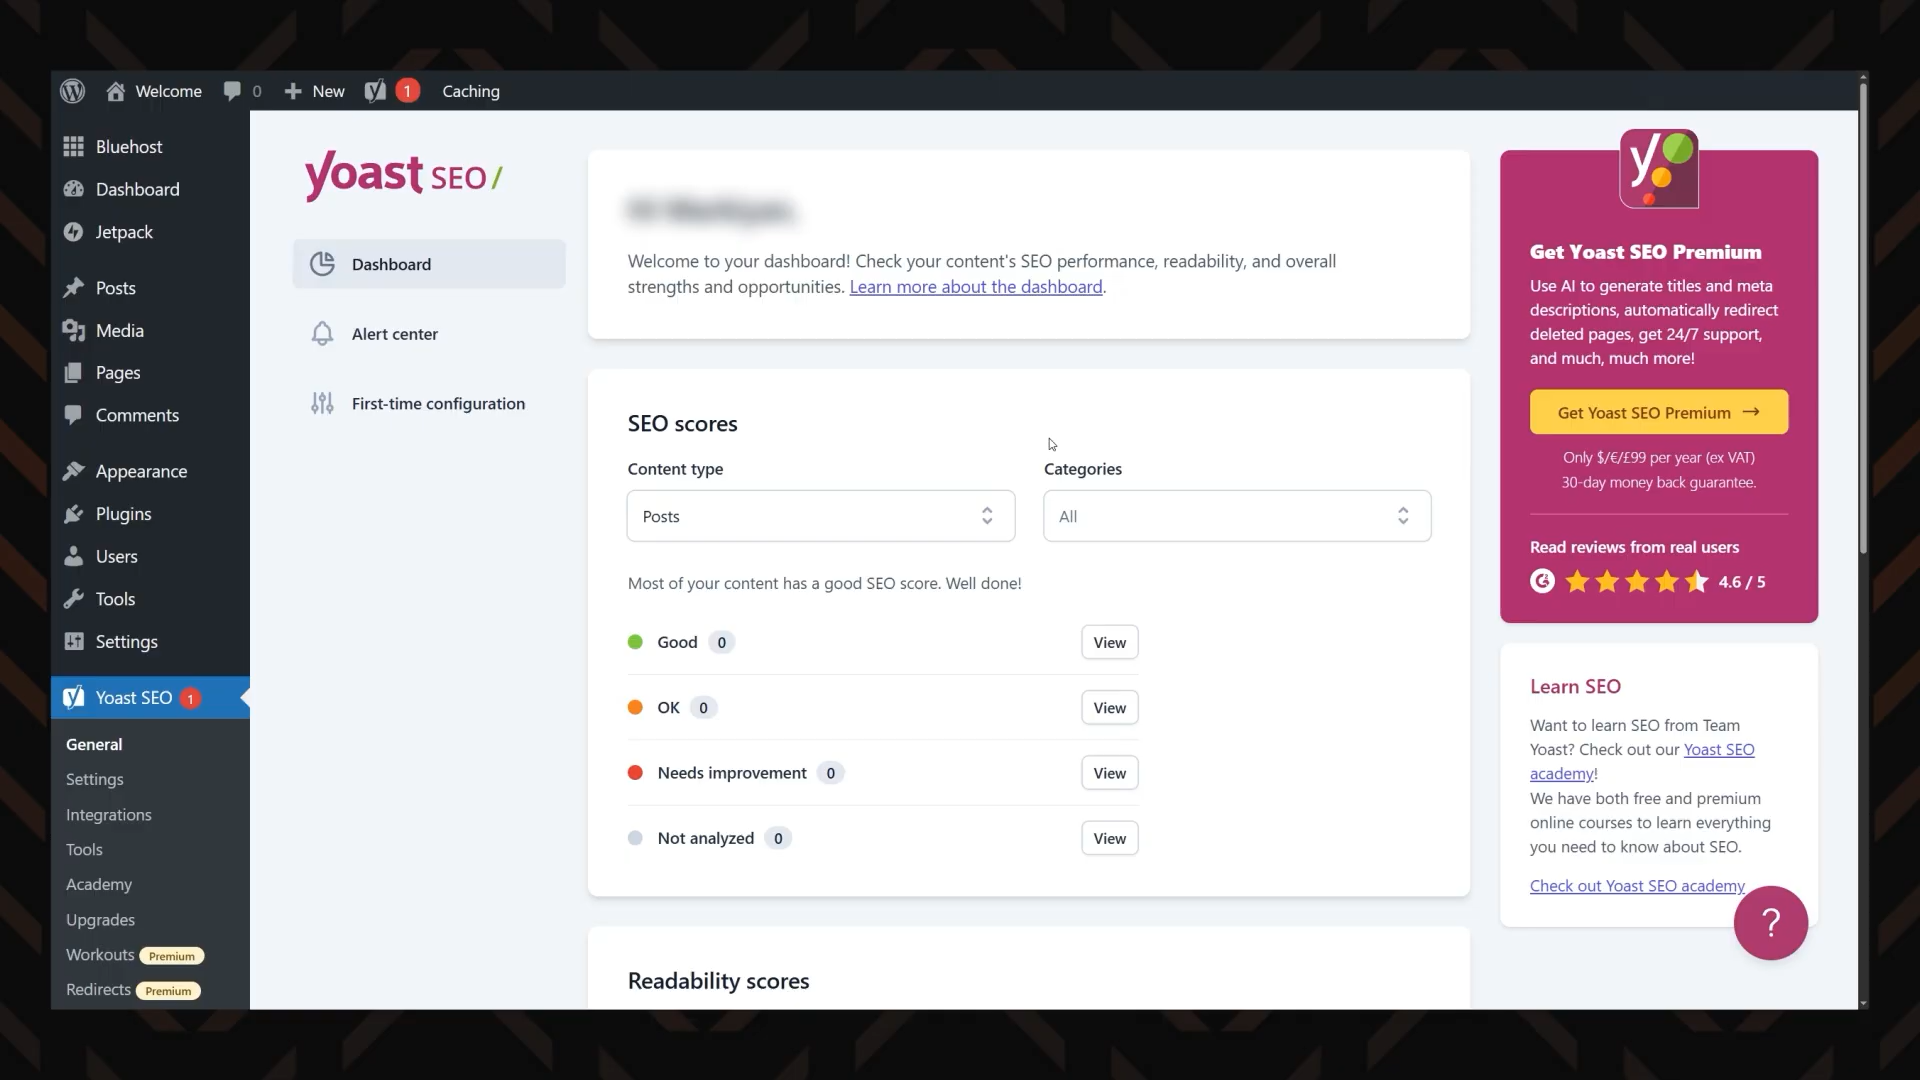 Welcome 0 New 1 Caching
Bluehost
Dashboard
Jetpack
Posts
Media
Pages
Comments
Appearance
Plugins
Users
Tools
Settings
Yoast SEO 1
General
Settings
Integrations
Tools
Academy
Upgrades
Workouts Premium
Redirects Premium
yoast SEO /
Dashboard
Alert center
First-time configuration
Welcome to your dashboard! Check your content's SEO performance, readability, and overall
strengths and opportunities. Learn more about the dashboard.
SEO scores
Content type
Posts
Categories
All
Most of your content has a good SEO score. Well done!
Good 0 View
OK 0 View
Needs improvement 0 View
Not analyzed 0 View
Readability scores
y
Get Yoast SEO Premium
Use AI to generate titles and meta
descriptions, automatically redirect
deleted pages, get 24/7 support,
and much, much more!
Get Yoast SEO Premium →
Only $/€/£99 per year (ex VAT)
30-day money back guarantee.
Read reviews from real users
4.6 / 5
Learn SEO
Want to learn SEO from Team
Yoast? Check out our Yoast SEO
academy!
We have both free and premium
online courses to learn everything
you need to know about SEO.
Check out Yoast SEO academy
?